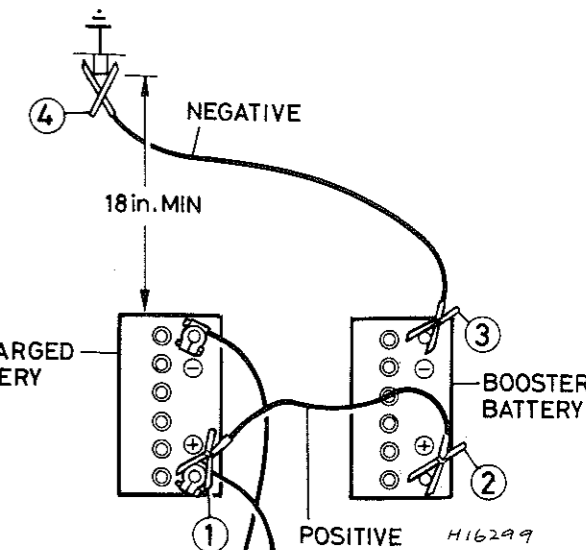 4
NEGATIVE
18in. MIN
3
ARGED
ERY
BOOSTER
BATTERY
2
1
POSITIVE
H16299